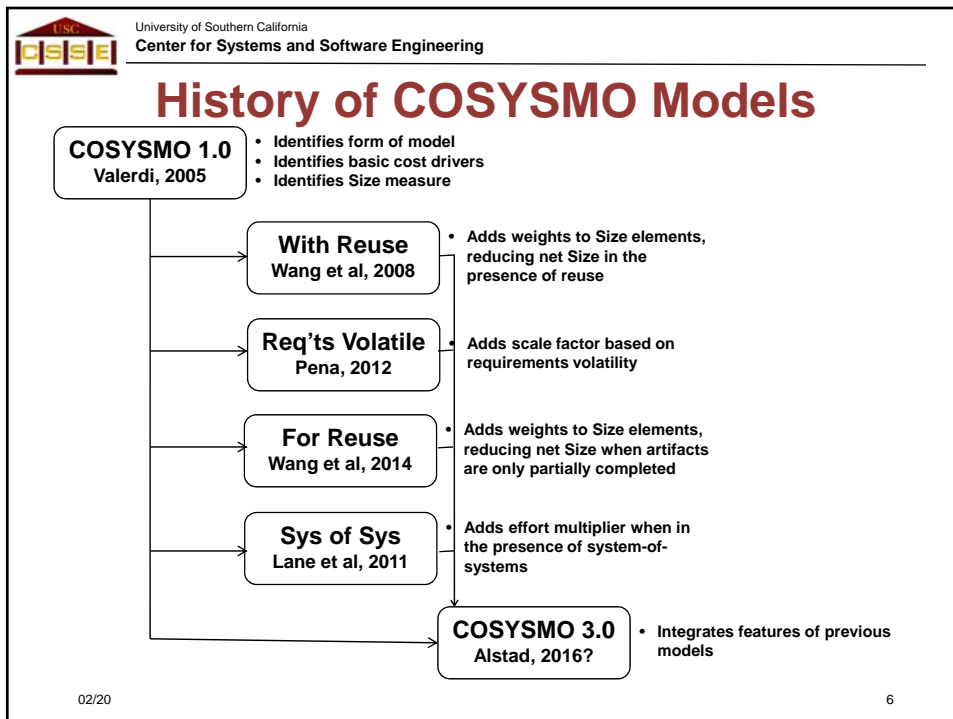 USC
CSSE
University of Southern California
Center for Systems and Software Engineering
History of COSYSMO Models
COSYSMO 1.0
Valerdi, 2005
• Identifies form of model
• Identifies basic cost drivers
• Identifies Size measure
With Reuse
Wang et al, 2008
• Adds weights to Size elements,
reducing net Size in the
presence of reuse
Req'ts Volatile
Pena, 2012
• Adds scale factor based on
requirements volatility
For Reuse
Wang et al, 2014
• Adds weights to Size elements,
reducing net Size when artifacts
are only partially completed
Sys of Sys
Lane et al, 2011
• Adds effort multiplier when in
the presence of system-of-
systems
COSYSMO 3.0
Alstad, 2016?
• Integrates features of previous
models
02/20
6